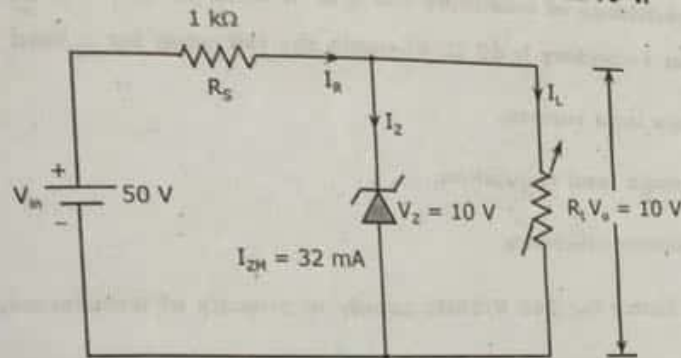 1 kΩ
R_S
I_R
I_L
I_Z
+
V_in
50 V
−
V_Z = 10 V
R_L
V_o = 10 V
I_ZM = 32 mA